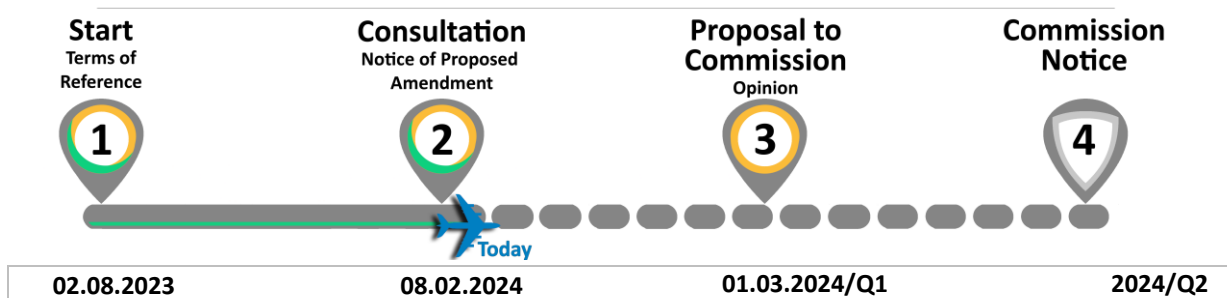 Start
Terms of
Reference
1
Consultation
Notice of Proposed
Amendment
2
Proposal to
Commission
Opinion
3
Commission
Notice
4
Today
02.08.2023
08.02.2024
01.03.2024/Q1
2024/Q2